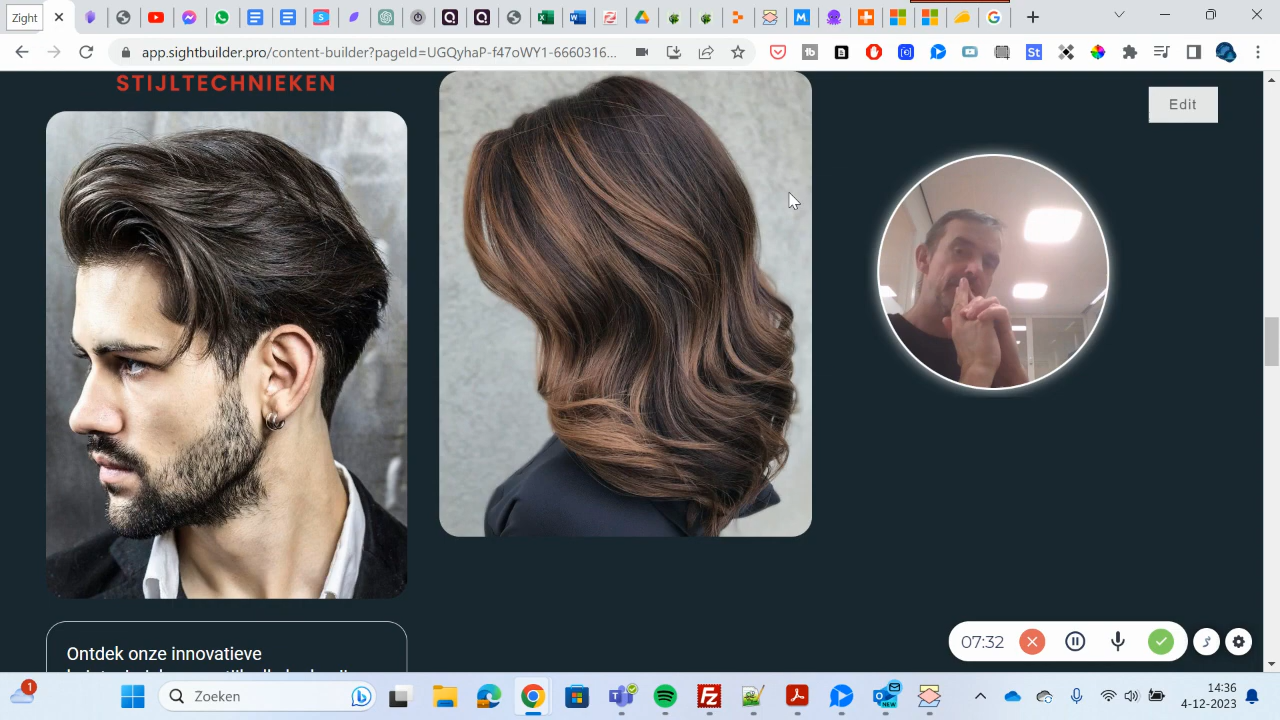 Zight
app.sightbuilder.pro/content-builder?pageId=UGQyhaP-f47oWY1-6660316...
STIJLTECHNIEKEN
Edit
Ontdek onze innovatieve
07:32
Zoeken
14:36
4-12-2023